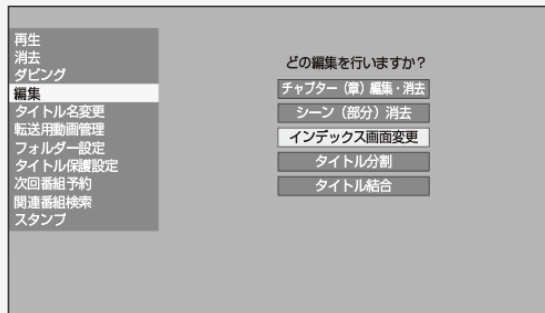 再生
消去
ダビング
編集
タイトル名変更
転送用動画管理
フォルダー設定
タイトル保護設定
次回番組予約
関連番組検索
スタンプ
どの編集を行いますか？
チャプター（章）編集・消去
シーン（部分）消去
インデックス画面変更
タイトル分割
タイトル結合